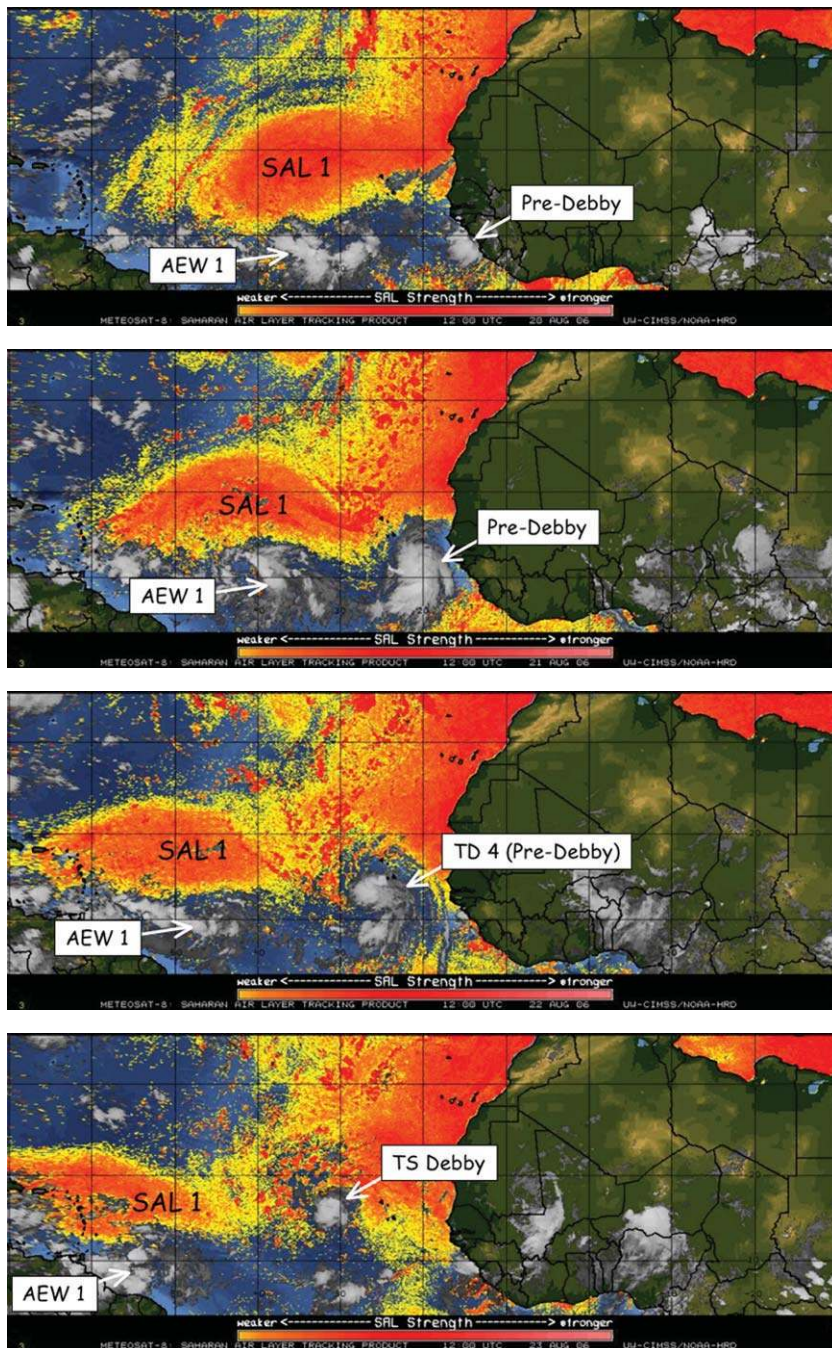 SAL 1
Pre-Debby
AEW 1
weaker <--------------- SAL Strength ---------------> stronger
3 METEOSAT-8: SAHARAN AIR LAYER TRACKING PRODUCT 12:00 UTC 20 AUG 06 UW-CIMSS/NOAA-HRD
SAL 1
Pre-Debby
AEW 1
weaker <--------------- SAL Strength ---------------> stronger
3 METEOSAT-8: SAHARAN AIR LAYER TRACKING PRODUCT 12:00 UTC 21 AUG 06 UW-CIMSS/NOAA-HRD
SAL 1
TD 4 (Pre-Debby)
AEW 1
weaker <--------------- SAL Strength ---------------> stronger
3 METEOSAT-8: SAHARAN AIR LAYER TRACKING PRODUCT 12:00 UTC 22 AUG 06 UW-CIMSS/NOAA-HRD
TS Debby
SAL 1
AEW 1
weaker <--------------- SAL Strength ---------------> stronger
3 METEOSAT-8: SAHARAN AIR LAYER TRACKING PRODUCT 12:00 UTC 23 AUG 06 UW-CIMSS/NOAA-HRD